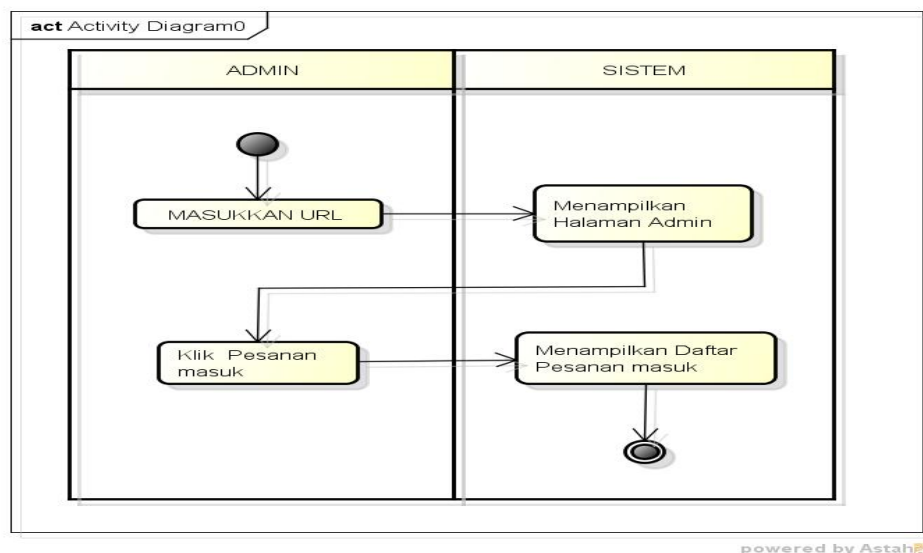 act Activity Diagram0
ADMIN
SISTEM
MASUKKAN URL
Menampilkan
Halaman Admin
Klik Pesanan
masuk
Menampilkan Daftar
Pesanan masuk
powered by Astah